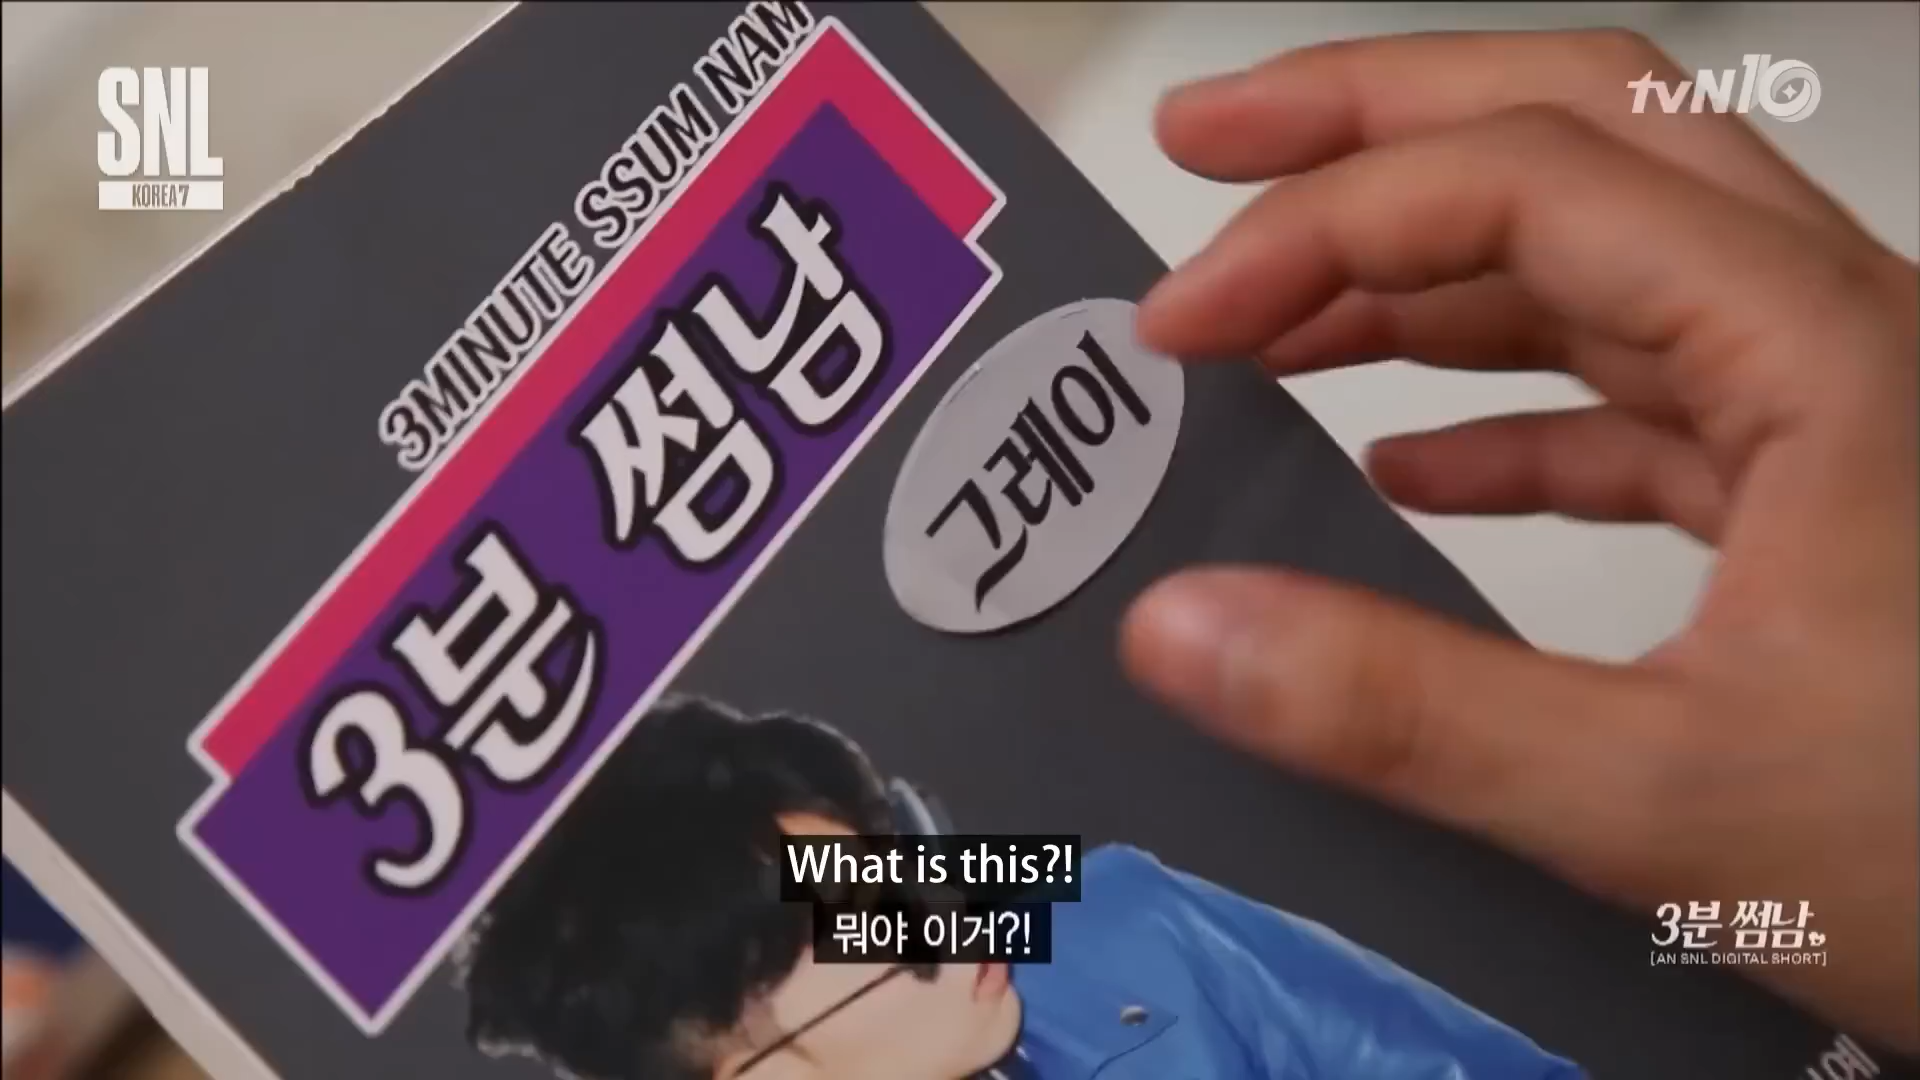 SNL
KOREA7
tvN10
3MINUTE SSUM NAM
3분 썸남
그레이
What is this?!
뭐야 이거?!
3분 썸남
[AN SNL DIGITAL SHORT]